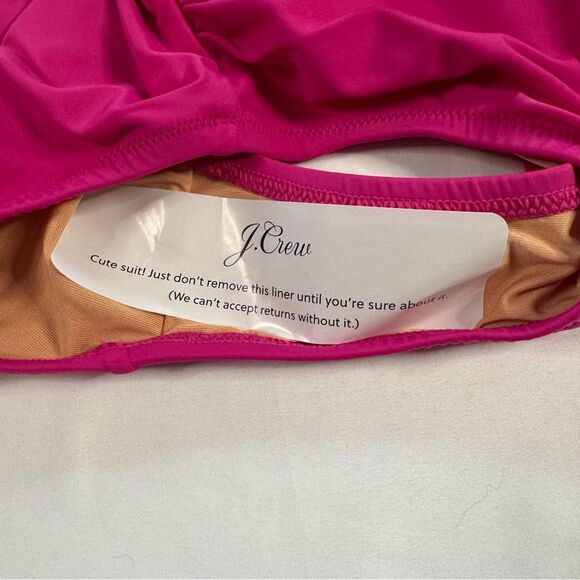 J.Crew
Cute suit! Just don't remove this liner until you're sure about it.
(We can't accept returns without it.)